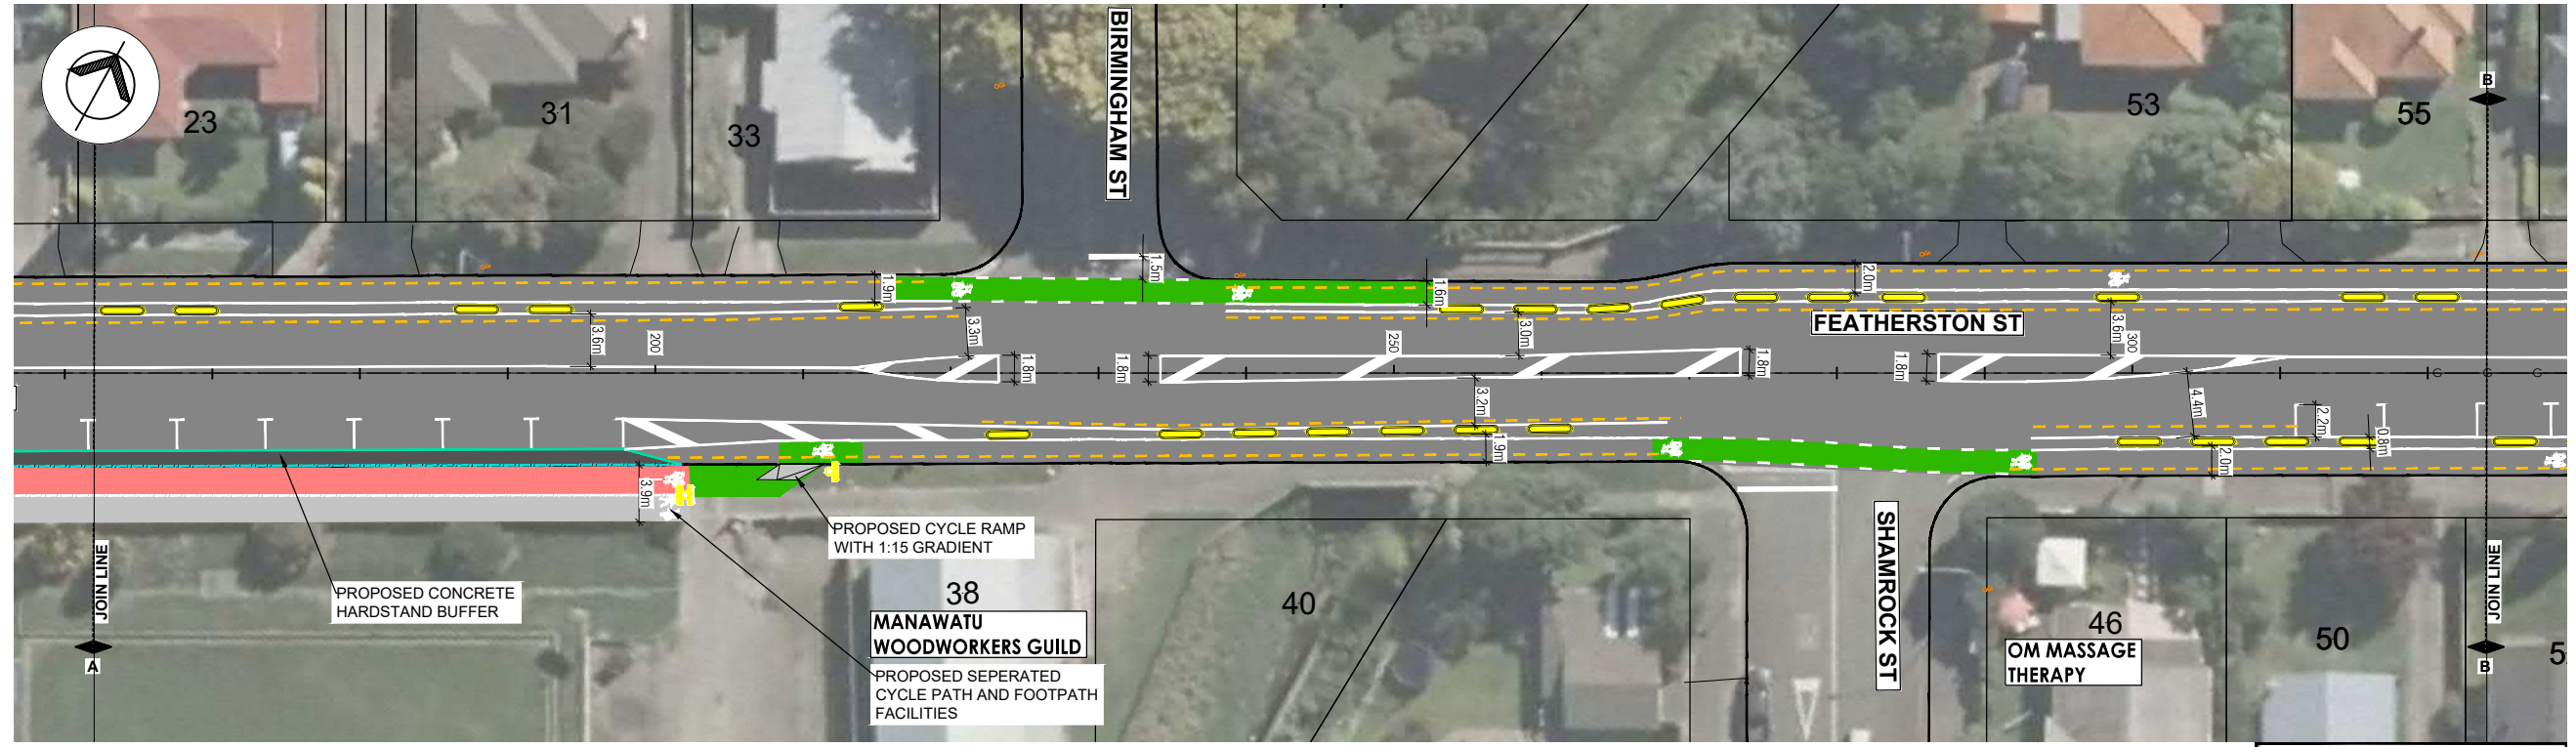 23
31
33
BIRMINGHAM ST
53
55
B
1.9m
1.5m
1.6m
2.0m
3.6m
200
3.3m
1.8m
1.8m
250
3.0m
1.8m
FEATHERSTON ST
1.8m
3.6m
300
3.2m
1.9m
4.4m
2.2m
0.8m
2.0m
G
G
G
3.9m
PROPOSED CYCLE RAMP
WITH 1:15 GRADIENT
PROPOSED CONCRETE
HARDSTAND BUFFER
JOIN LINE
A
38
MANAWATU
WOODWORKERS GUILD
PROPOSED SEPERATED
CYCLE PATH AND FOOTPATH
FACILITIES
40
SHAMROCK ST
46
OM MASSAGE
THERAPY
50
JOIN LINE
B
5